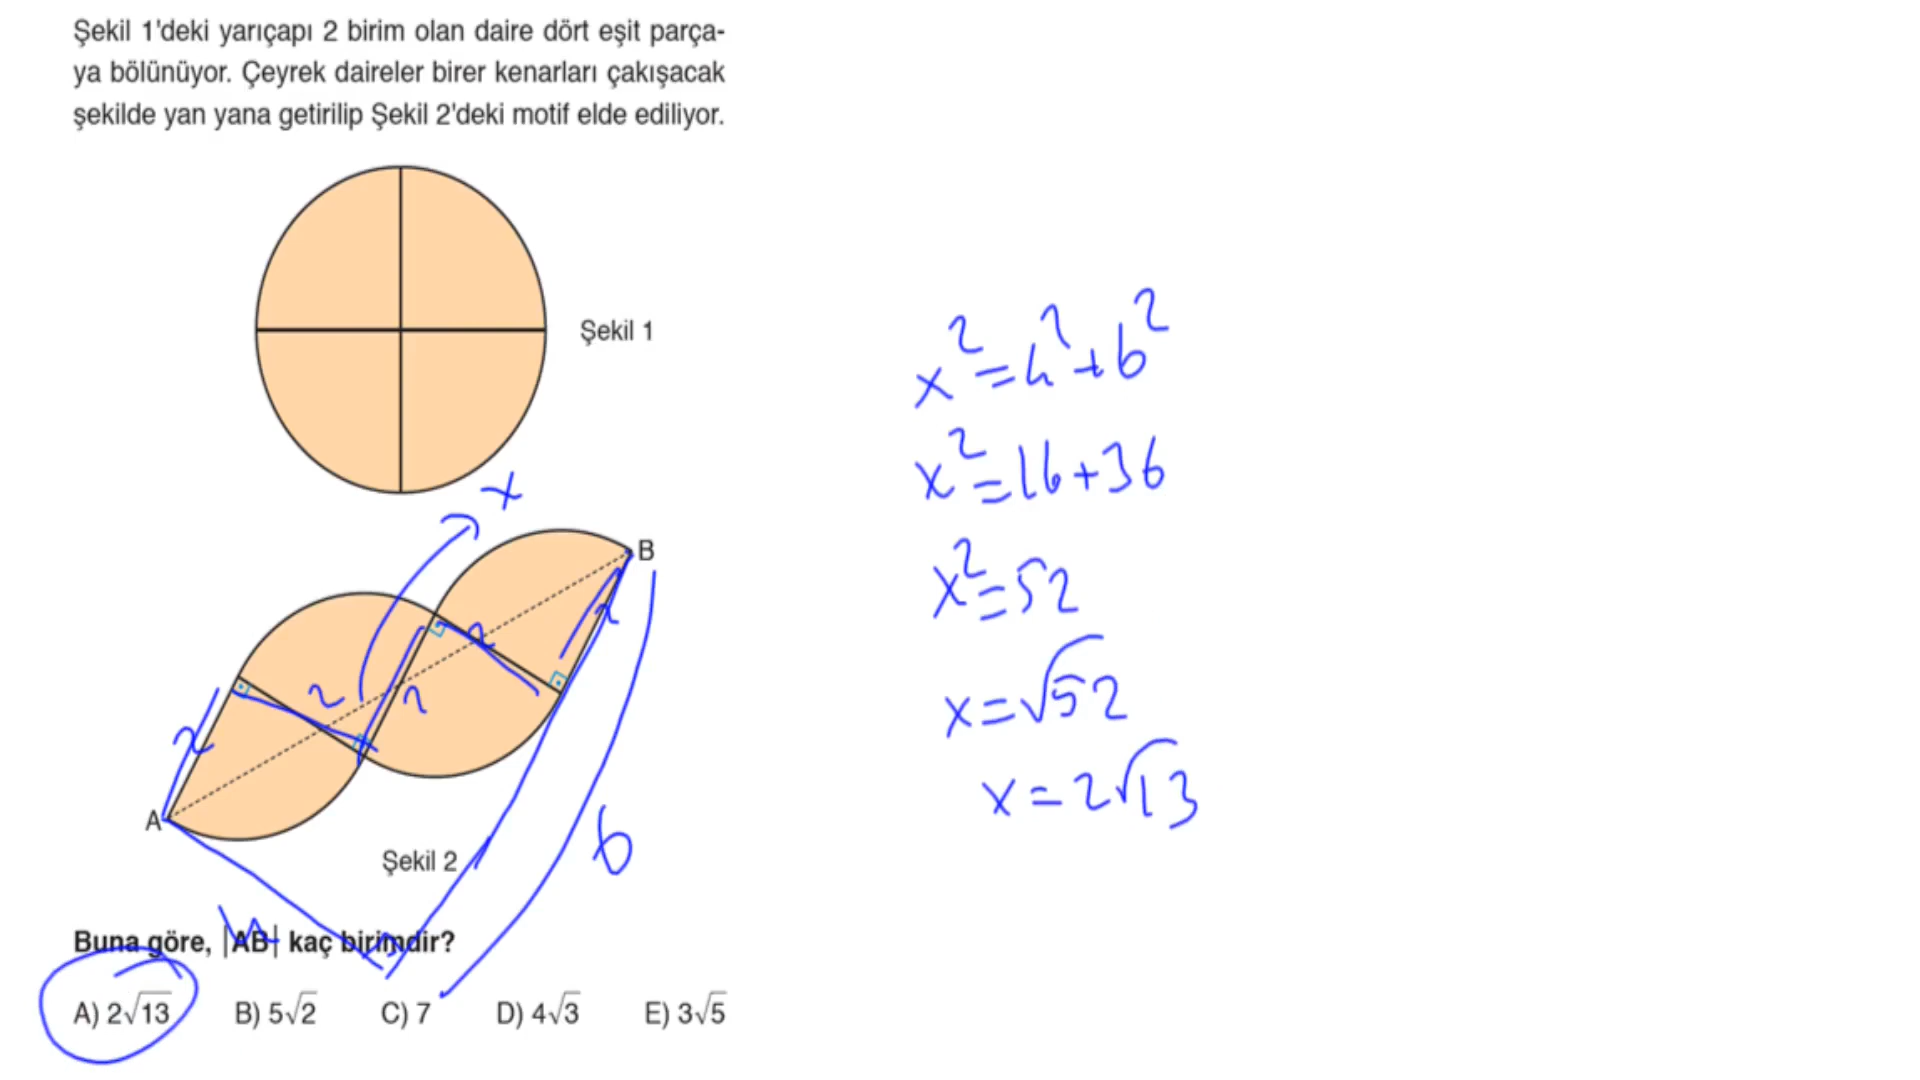 Şekil 1'deki yarıçapı 2 birim olan daire dört eşit parça-
ya bölünüyor. Çeyrek daireler birer kenarları çakışacak
şekilde yan yana getirilip Şekil 2'deki motif elde ediliyor.
Şekil 1
x² = 4² + 6²
x² = 16 + 36
x² = 52
x = √52
x = 2√13
x
B
2
2
2
2
2
A
6
Şekil 2
Buna göre, |AB| kaç birimdir?
A) 2√13 B) 5√2 C) 7 D) 4√3 E) 3√5